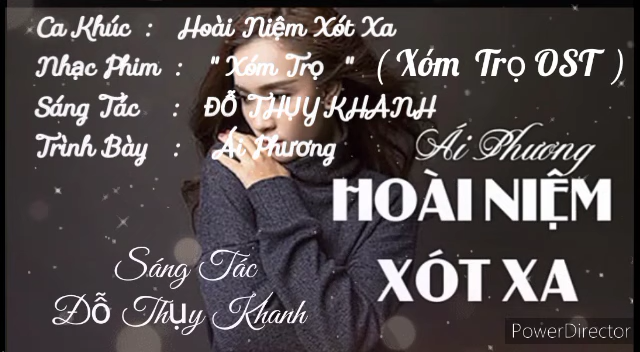 Ca Khúc : Hoài Niệm Xót Xa
Nhạc Phim : " Xóm Trọ " ( Xóm Trọ OST )
Sáng Tác : ĐỖ THỤY KHANH
Trình Bày : Ái Phương
Ái Phương
HOÀI NIỆM
XÓT XA
Sáng Tác
Đỗ Thụy Khanh
PowerDirector